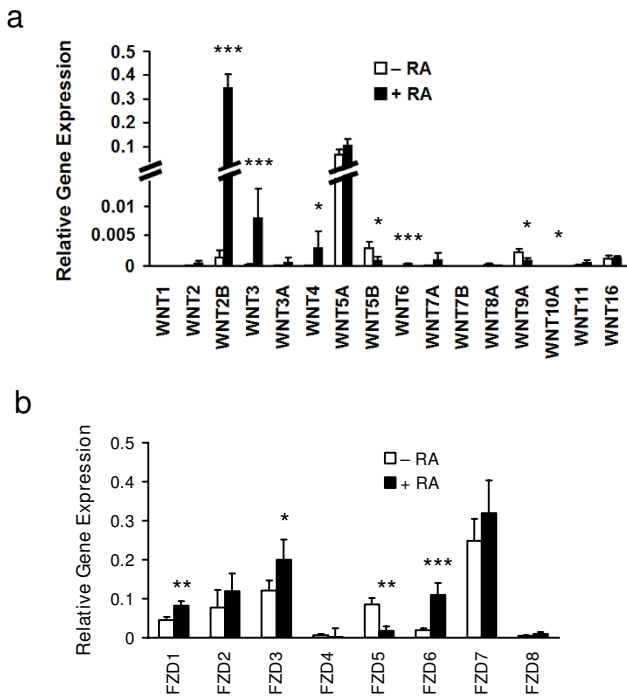 a
Relative Gene Expression
0.5
0.4
0.3
0.2
0.1
0.01
0.005
0
***
***
*
*
***
*
*
– RA
+ RA
WNT1
WNT2
WNT2B
WNT3
WNT3A
WNT4
WNT5A
WNT5B
WNT6
WNT7A
WNT7B
WNT8A
WNT9A
WNT10A
WNT11
WNT16
b
Relative Gene Expression
0.5
0.4
0.3
0.2
0.1
0
**
*
**
***
– RA
+ RA
FZD1
FZD2
FZD3
FZD4
FZD5
FZD6
FZD7
FZD8